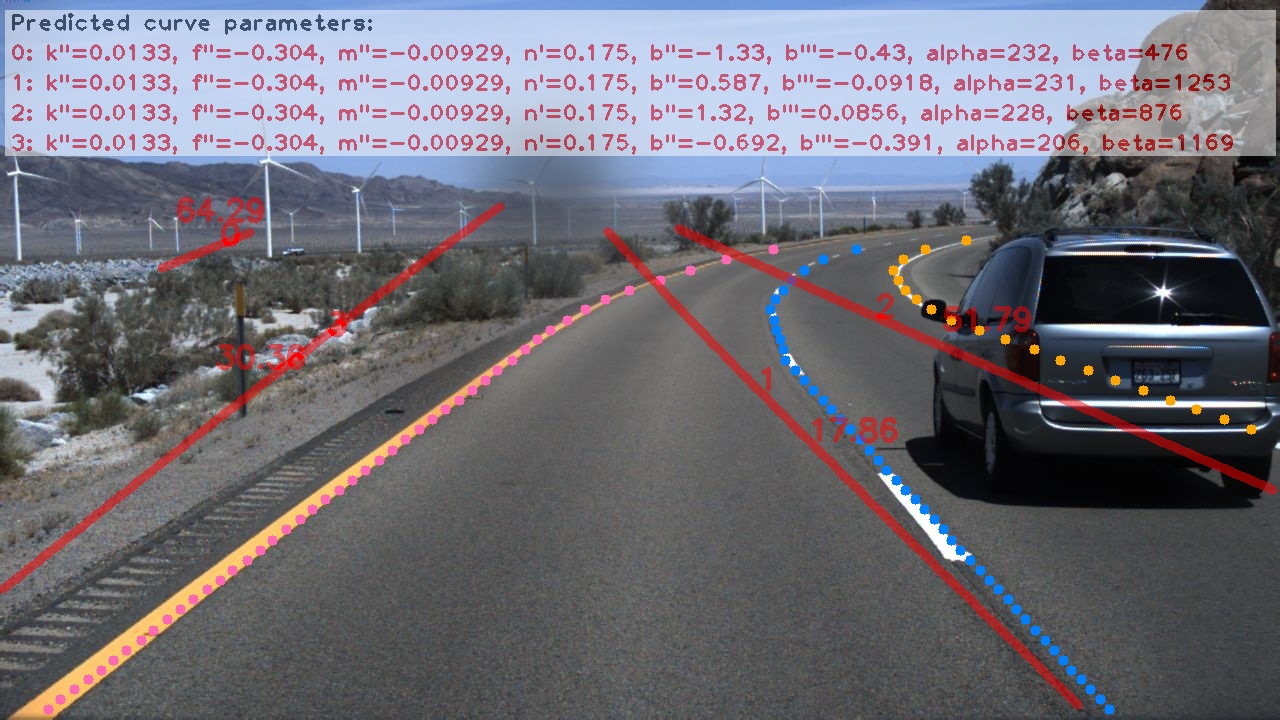 Predicted curve parameters:
0: k''=0.0133, f''=-0.304, m''=-0.00929, n'=0.175, b''=-1.33, b'''=-0.43, alpha=232, beta=476
1: k''=0.0133, f''=-0.304, m''=-0.00929, n'=0.175, b''=0.587, b'''=-0.0918, alpha=231, beta=1253
2: k''=0.0133, f''=-0.304, m''=-0.00929, n'=0.175, b''=1.32, b'''=0.0856, alpha=228, beta=876
3: k''=0.0133, f''=-0.304, m''=-0.00929, n'=0.175, b''=-0.692, b'''=-0.391, alpha=206, beta=1169
64.29
0
2
51.79
3
30.36
1
17.86